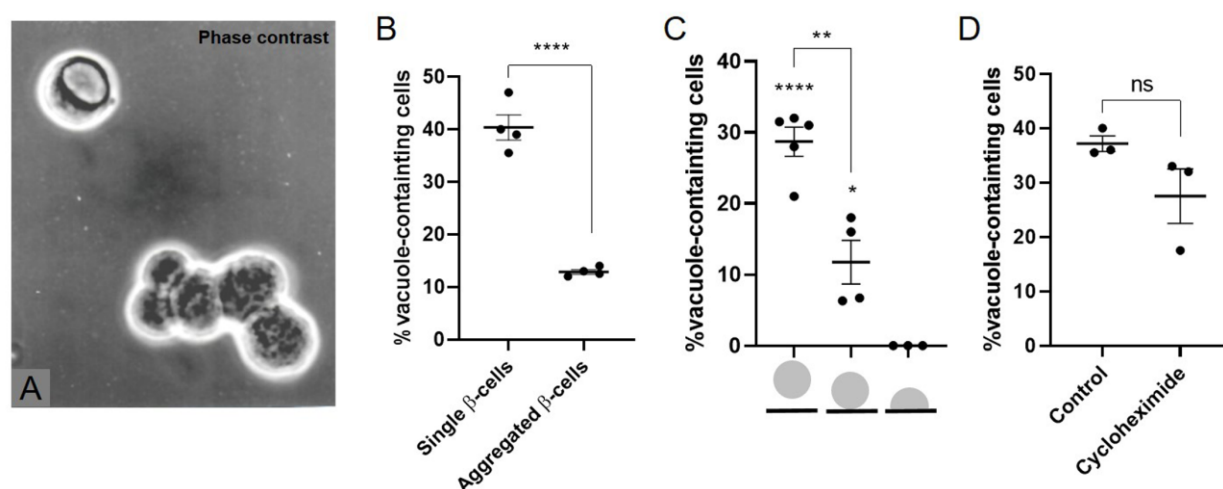 Phase contrast
A
B
****
% vacuole-containting cells
50
40
30
20
10
0
Single β-cells
Aggregated β-cells
C
**
****
*
%vacuole-containting cells
40
30
20
10
0
D
ns
%vacuole-containting cells
50
40
30
20
10
0
Control
Cycloheximide